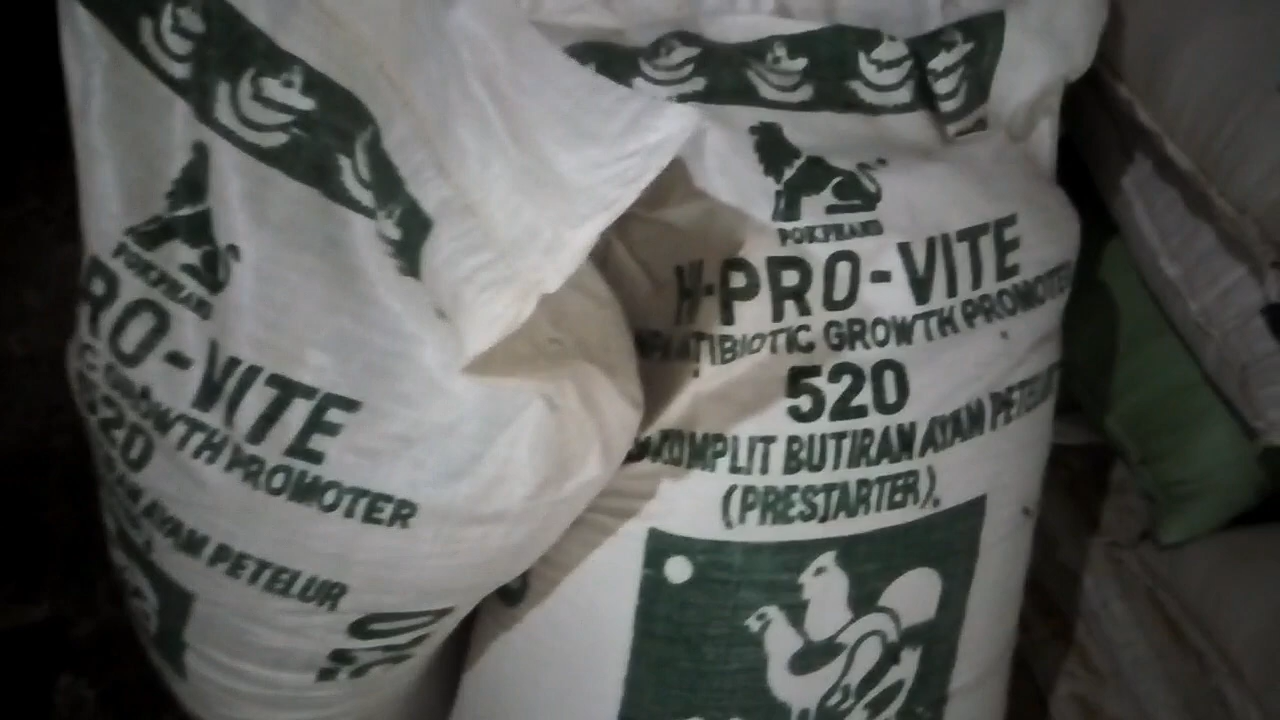 POKPHAND
RO-VITE
GROWTH PROMOTER
520
AYAM PETELUR
POKPHAND
H-PRO-VITE
ANTIBIOTIC GROWTH PROMOTER
520
KOMPLIT BUTIRAN AYAM PETELUR
(PRESTARTER).